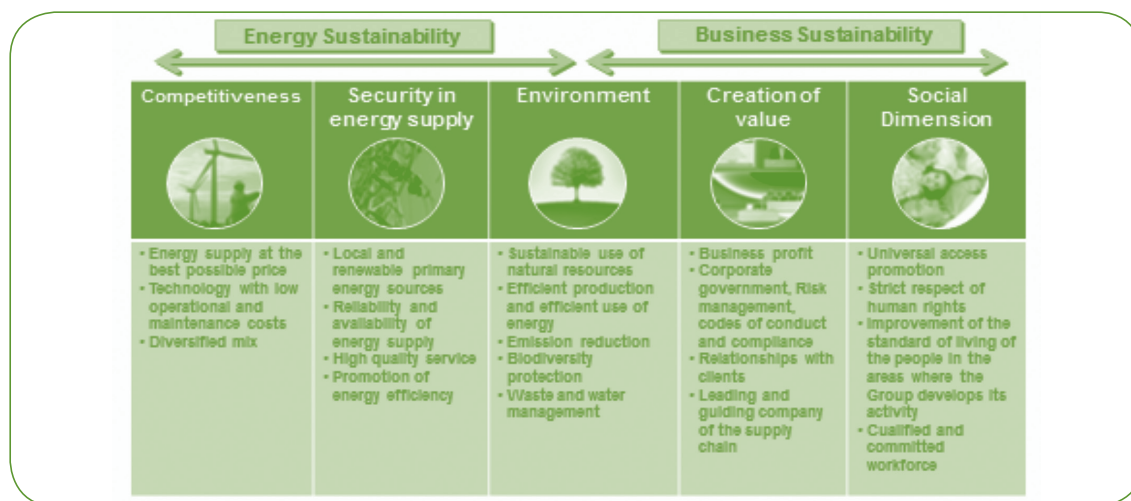 Energy Sustainability
Business Sustainability
Competitiveness
Security in
energy supply
Environment
Creation of
value
Social
Dimension
• Energy supply at the
best possible price
• Technology with low
operational and
maintenance costs
• Diversified mix
• Local and
renewable primary
energy sources
• Reliability and
availability of
energy supply
• High quality service
• Promotion of
energy efficiency
• Sustainable use of
natural resources
• Efficient production
and efficient use of
energy
• Emission reduction
• Biodiversity
protection
• Waste and water
management
• Business profit
• Corporate
government, Risk
management,
codes of conduct
and compliance
• Relationships with
clients
• Leading and
guiding company
of the supply
chain
• Universal access
promotion
• Strict respect of
human rights
• Improvement of the
standard of living of
the people in the
areas where the
Group develops its
activity
• Cualified and
committed
workforce